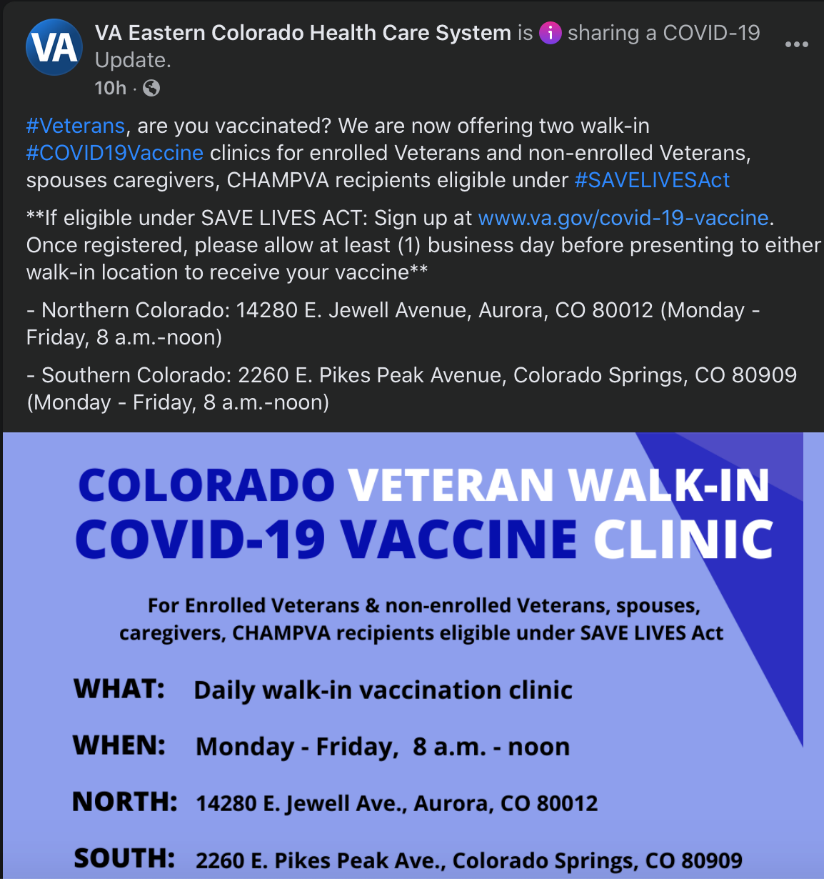 VA
VA Eastern Colorado Health Care System is i sharing a COVID-19
Update.
10h ·
#Veterans, are you vaccinated? We are now offering two walk-in
#COVID19Vaccine clinics for enrolled Veterans and non-enrolled Veterans,
spouses caregivers, CHAMPVA recipients eligible under #SAVELIVESAct
**If eligible under SAVE LIVES ACT: Sign up at www.va.gov/covid-19-vaccine.
Once registered, please allow at least (1) business day before presenting to either
walk-in location to receive your vaccine**
- Northern Colorado: 14280 E. Jewell Avenue, Aurora, CO 80012 (Monday -
Friday, 8 a.m.-noon)
- Southern Colorado: 2260 E. Pikes Peak Avenue, Colorado Springs, CO 80909
(Monday - Friday, 8 a.m.-noon)
COLORADO VETERAN WALK-IN
COVID-19 VACCINE CLINIC
For Enrolled Veterans & non-enrolled Veterans, spouses,
caregivers, CHAMPVA recipients eligible under SAVE LIVES Act
WHAT: Daily walk-in vaccination clinic
WHEN: Monday - Friday, 8 a.m. - noon
NORTH: 14280 E. Jewell Ave., Aurora, CO 80012
SOUTH: 2260 E. Pikes Peak Ave., Colorado Springs, CO 80909